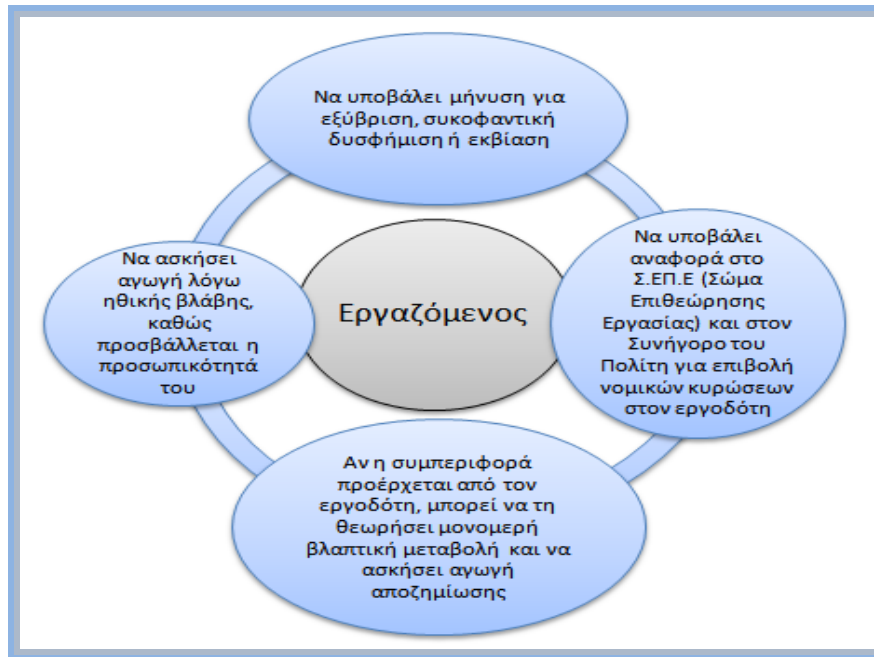 Να υποβάλει μήνυση για
εξύβριση, συκοφαντική
δυσφήμιση ή εκβίαση
Να ασκήσει
αγωγή λόγω
ηθικής βλάβης,
καθώς
προσβάλλεται η
προσωπικότητά
του
Εργαζόμενος
Να υποβάλει
αναφορά στο
Σ.ΕΠ.Ε (Σώμα
Επιθεώρησης
Εργασίας) και στον
Συνήγορο του
Πολίτη για επιβολή
νομικών κυρώσεων
στον εργοδότη
Αν η συμπεριφορά
προέρχεται από τον
εργοδότη, μπορεί να τη
θεωρήσει μονομερή
βλαπτική μεταβολή και να
ασκήσει αγωγή
αποζημίωσης